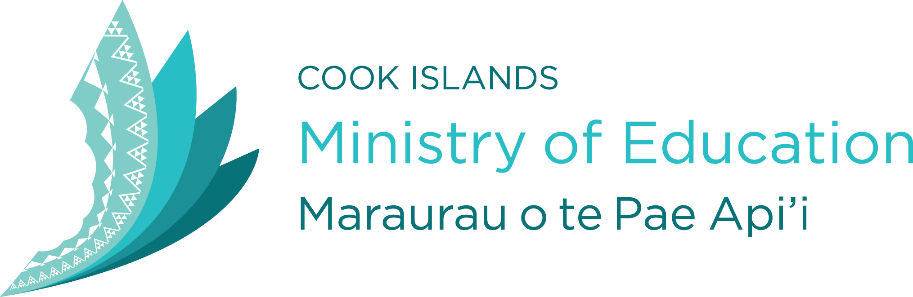 COOK ISLANDS
Ministry of Education
Maraurau o te Pae Api’i